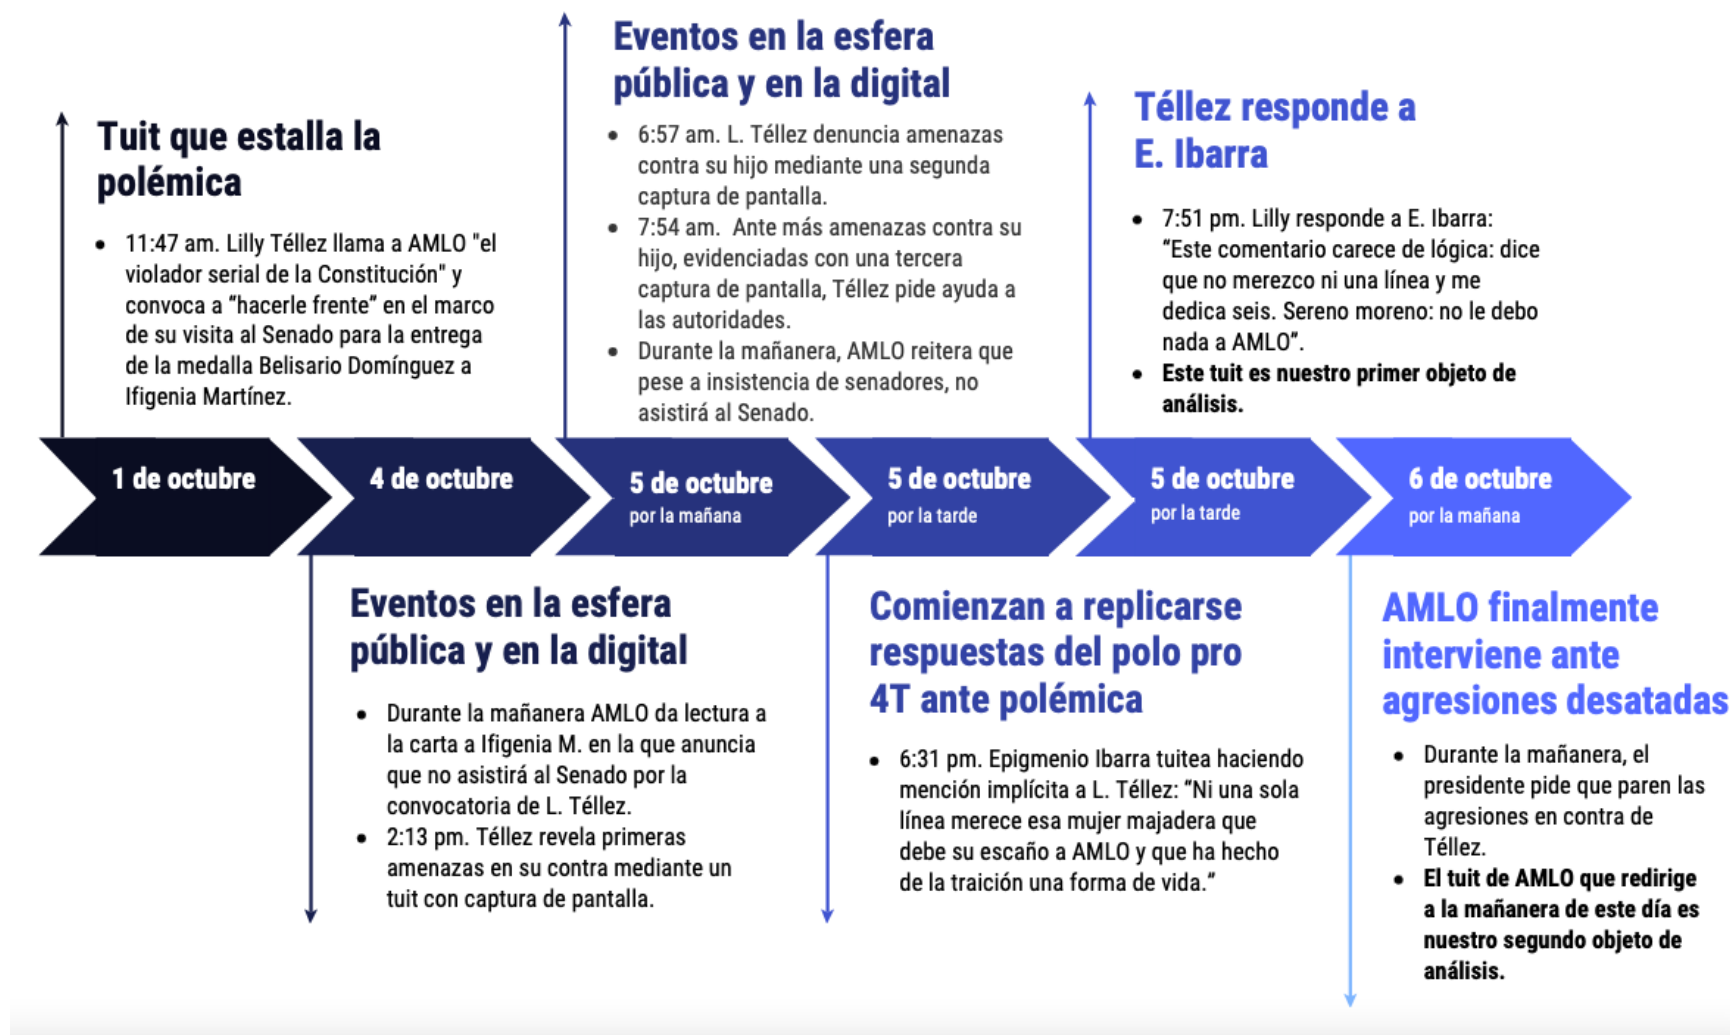 Tuit que estalla la
polémica
• 11:47 am. Lilly Téllez llama a AMLO "el
violador serial de la Constitución" y
convoca a “hacerle frente” en el marco
de su visita al Senado para la entrega
de la medalla Belisario Domínguez a
Ifigenia Martínez.
Eventos en la esfera
pública y en la digital
• 6:57 am. L. Téllez denuncia amenazas
contra su hijo mediante una segunda
captura de pantalla.
• 7:54 am. Ante más amenazas contra su
hijo, evidenciadas con una tercera
captura de pantalla, Téllez pide ayuda a
las autoridades.
• Durante la mañanera, AMLO reitera que
pese a insistencia de senadores, no
asistirá al Senado.
Téllez responde a
E. Ibarra
• 7:51 pm. Lilly responde a E. Ibarra:
“Este comentario carece de lógica: dice
que no merezco ni una línea y me
dedica seis. Sereno moreno: no le debo
nada a AMLO”.
• Este tuit es nuestro primer objeto de
análisis.
1 de octubre
4 de octubre
5 de octubre
por la mañana
5 de octubre
por la tarde
5 de octubre
por la tarde
6 de octubre
por la mañana
Eventos en la esfera
pública y en la digital
• Durante la mañanera AMLO da lectura a
la carta a Ifigenia M. en la que anuncia
que no asistirá al Senado por la
convocatoria de L. Téllez.
• 2:13 pm. Téllez revela primeras
amenazas en su contra mediante un
tuit con captura de pantalla.
Comienzan a replicarse
respuestas del polo pro
4T ante polémica
• 6:31 pm. Epigmenio Ibarra tuitea haciendo
mención implícita a L. Téllez: “Ni una sola
línea merece esa mujer majadera que
debe su escaño a AMLO y que ha hecho
de la traición una forma de vida.”
AMLO finalmente
interviene ante
agresiones desatadas
• Durante la mañanera, el
presidente pide que paren las
agresiones en contra de
Téllez.
• El tuit de AMLO que redirige
a la mañanera de este día es
nuestro segundo objeto de
análisis.